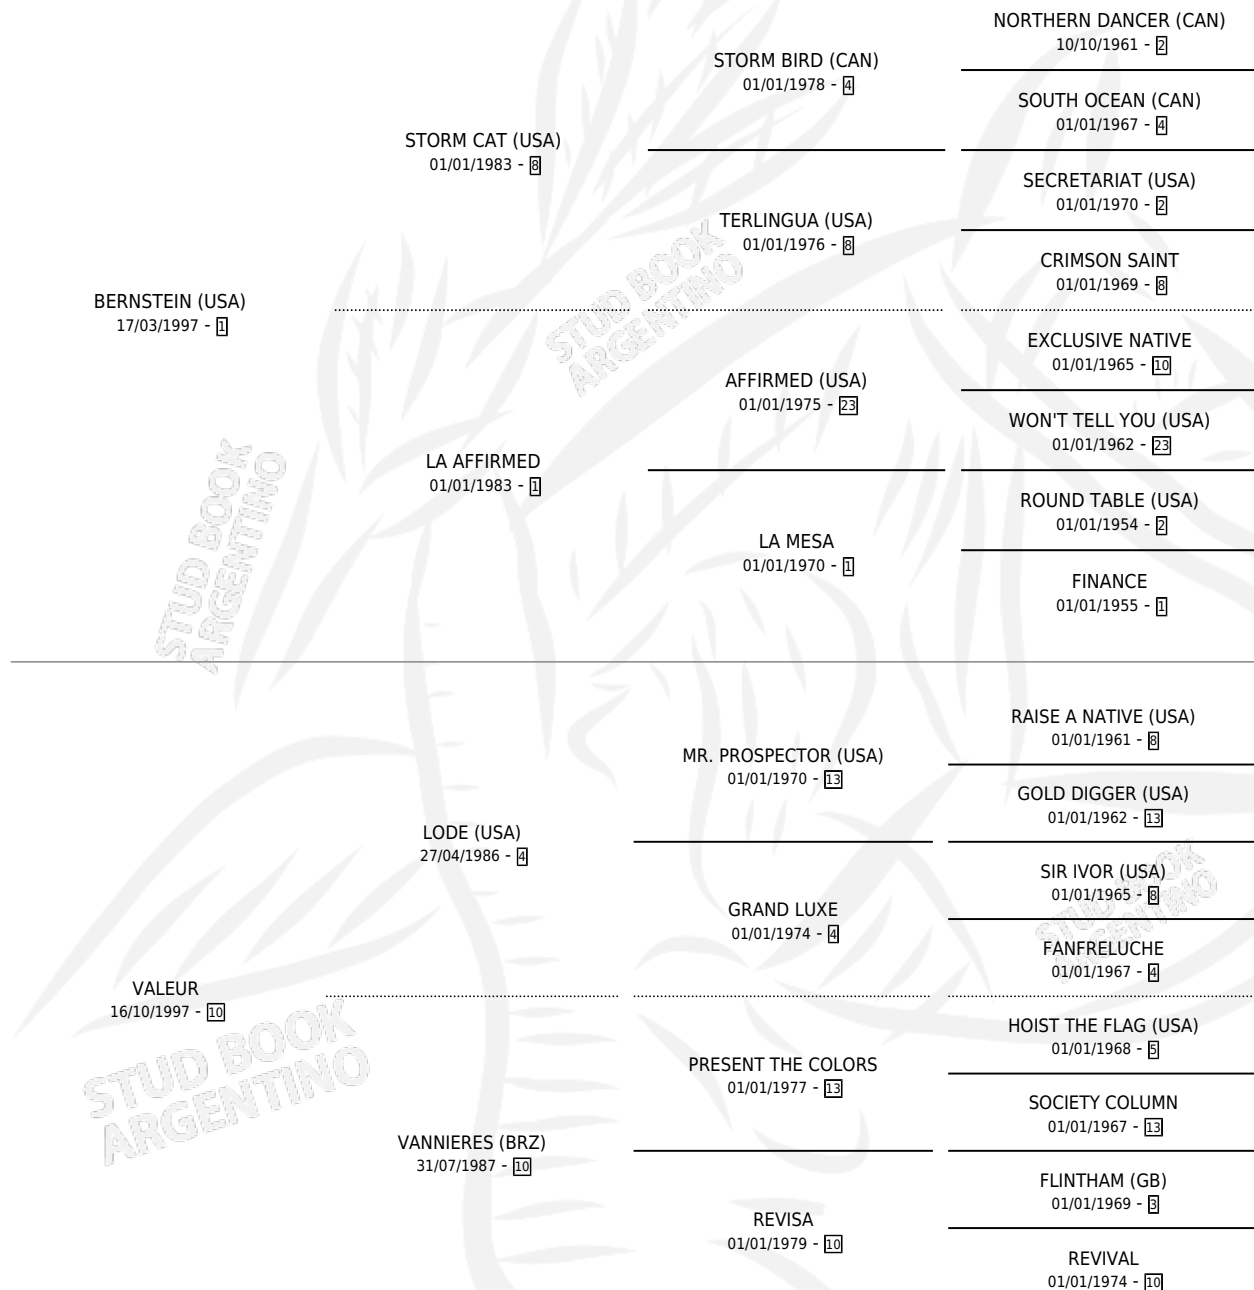 NORTHERN DANCER (CAN)
10/10/1961 - 2
STORM BIRD (CAN)
01/01/1978 - 4
SOUTH OCEAN (CAN)
01/01/1967 - 4
STORM CAT (USA)
01/01/1983 - 8
SECRETARIAT (USA)
01/01/1970 - 2
TERLINGUA (USA)
01/01/1976 - 8
CRIMSON SAINT
01/01/1969 - 8
BERNSTEIN (USA)
17/03/1997 - 1
EXCLUSIVE NATIVE
01/01/1965 - 10
AFFIRMED (USA)
01/01/1975 - 23
WON'T TELL YOU (USA)
01/01/1962 - 23
LA AFFIRMED
01/01/1983 - 1
ROUND TABLE (USA)
01/01/1954 - 2
LA MESA
01/01/1970 - 1
FINANCE
01/01/1955 - 1
RAISE A NATIVE (USA)
01/01/1961 - 8
MR. PROSPECTOR (USA)
01/01/1970 - 13
GOLD DIGGER (USA)
01/01/1962 - 13
LODE (USA)
27/04/1986 - 4
SIR IVOR (USA)
01/01/1965 - 8
GRAND LUXE
01/01/1974 - 4
FANFRELUCHE
01/01/1967 - 4
VALEUR
16/10/1997 - 10
HOIST THE FLAG (USA)
01/01/1968 - 5
PRESENT THE COLORS
01/01/1977 - 13
SOCIETY COLUMN
01/01/1967 - 13
VANNIERES (BRZ)
31/07/1987 - 10
FLINTHAM (GB)
01/01/1969 - 3
REVISA
01/01/1979 - 10
REVIVAL
01/01/1974 - 10
STUD BOOK
ARGENTINO
STUD BOOK
ARGENTINO
STUD BOOK
ARGENTINO
STUD BOOK
ARGENTINO